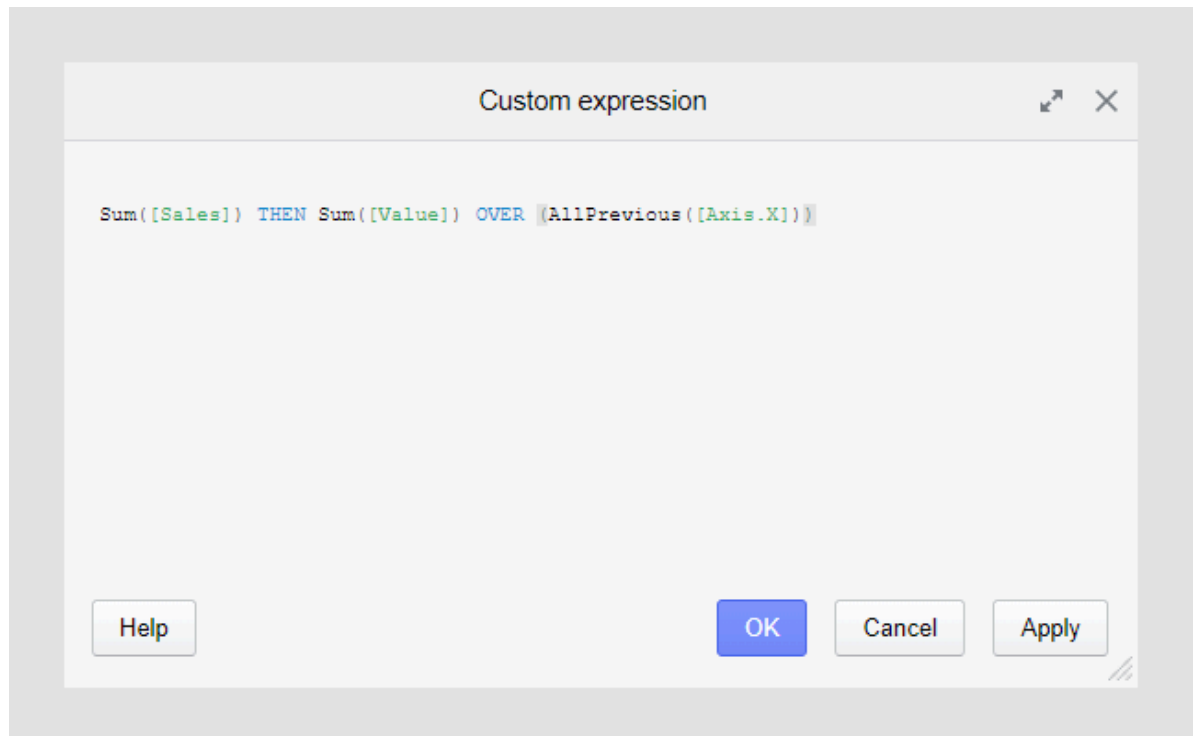 Custom expression
Sum([Sales]) THEN Sum([Value]) OVER (AllPrevious([Axis.X]))
Help
OK
Cancel
Apply